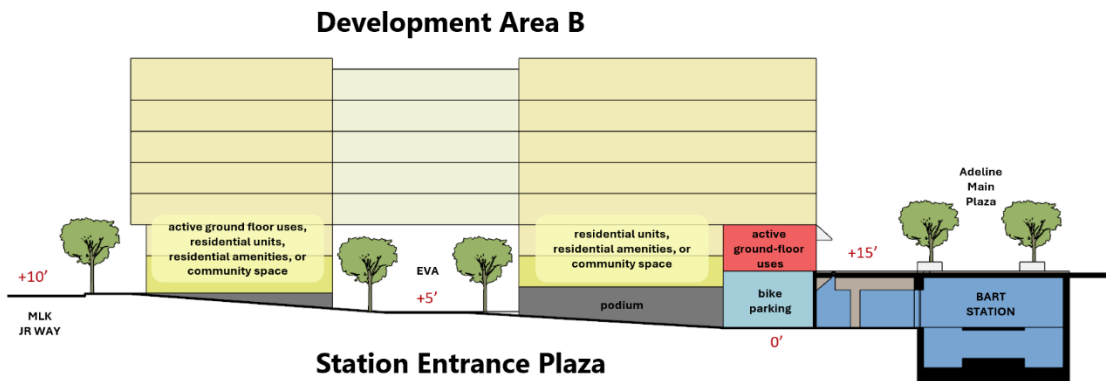 Development Area B
Adeline
Main
Plaza
active ground floor uses,
residential units,
residential amenities, or
community space
residential units,
residential amenities, or
community space
active
ground-floor
uses
+15’
+10’
EVA
+5’
MLK
JR WAY
podium
bike
parking
BART
STATION
0’
Station Entrance Plaza